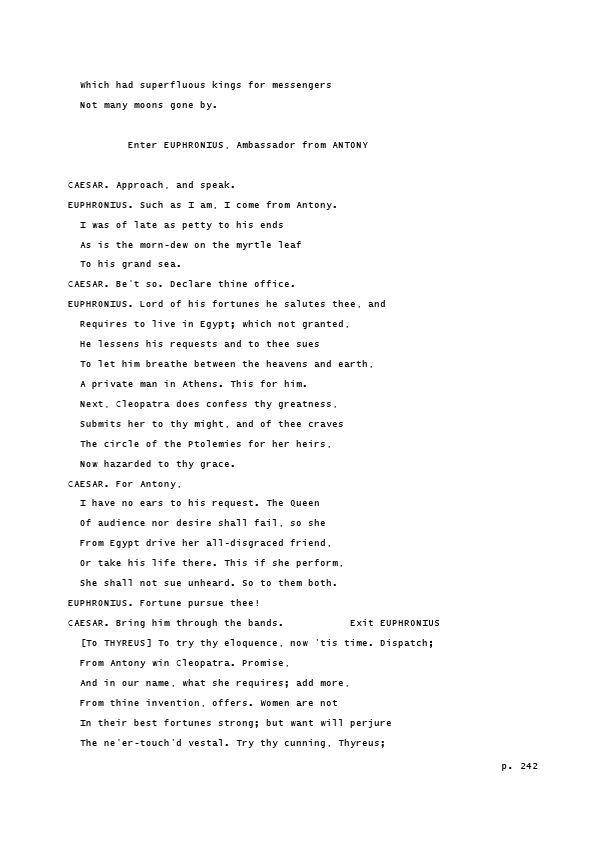 Which had superfluous kings for messengers
Not many moons gone by.
Enter EUPHRONIUS, Ambassador from ANTONY
CAESAR. Approach, and speak.
EUPHRONIUS. Such as I am, I come from Antony.
I was of late as petty to his ends
As is the morn-dew on the myrtle leaf
To his grand sea.
CAESAR. Be't so. Declare thine office.
EUPHRONIUS. Lord of his fortunes he salutes thee, and
Requires to live in Egypt; which not granted,
He lessens his requests and to thee sues
To let him breathe between the heavens and earth,
A private man in Athens. This for him.
Next, Cleopatra does confess thy greatness,
Submits her to thy might, and of thee craves
The circle of the Ptolemies for her heirs,
Now hazarded to thy grace.
CAESAR. For Antony,
I have no ears to his request. The Queen
Of audience nor desire shall fail, so she
From Egypt drive her all-disgraced friend,
Or take his life there. This if she perform,
She shall not sue unheard. So to them both.
EUPHRONIUS. Fortune pursue thee!
CAESAR. Bring him through the bands. Exit EUPHRONIUS
[To THYREUS] To try thy eloquence, now 'tis time. Dispatch;
From Antony win Cleopatra. Promise,
And in our name, what she requires; add more,
From thine invention, offers. Women are not
In their best fortunes strong; but want will perjure
The ne'er-touch'd vestal. Try thy cunning, Thyreus;
p. 242